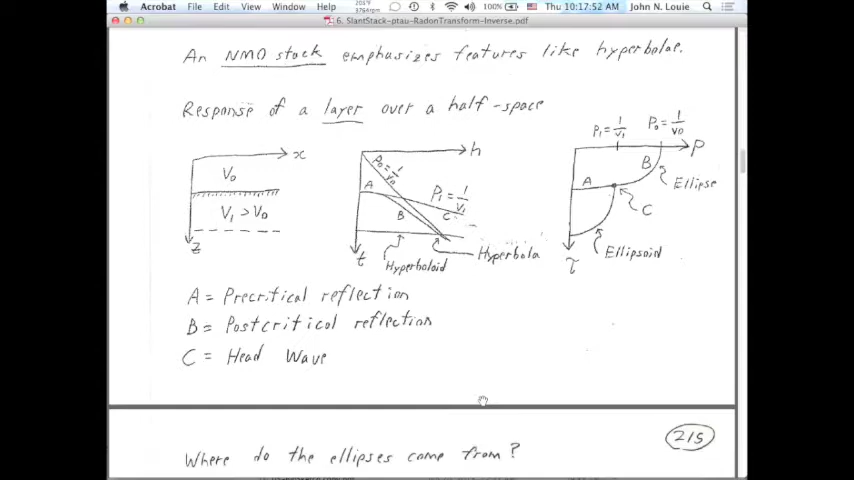 Acrobat File Edit View Window Help 100% Thu 10:17:52 AM John N. Louie
6. SlantStack-ptau-RadonTransform-Inverse.pdf
An NMO stack emphasizes features like hyperbolae.
Response of a layer over a half-space
x
V0
V1 > V0
z
h
P0 = 1/V0
A
P1 = 1/V1
B
C
t
Hyperboloid
Hyperbola
P1 = 1/V1
P0 = 1/V0
P
B
A
Ellipse
C
Ellipsoid
τ
A = Precritical reflection
B = Postcritical reflection
C = Head Wave
215
Where do the ellipses come from?